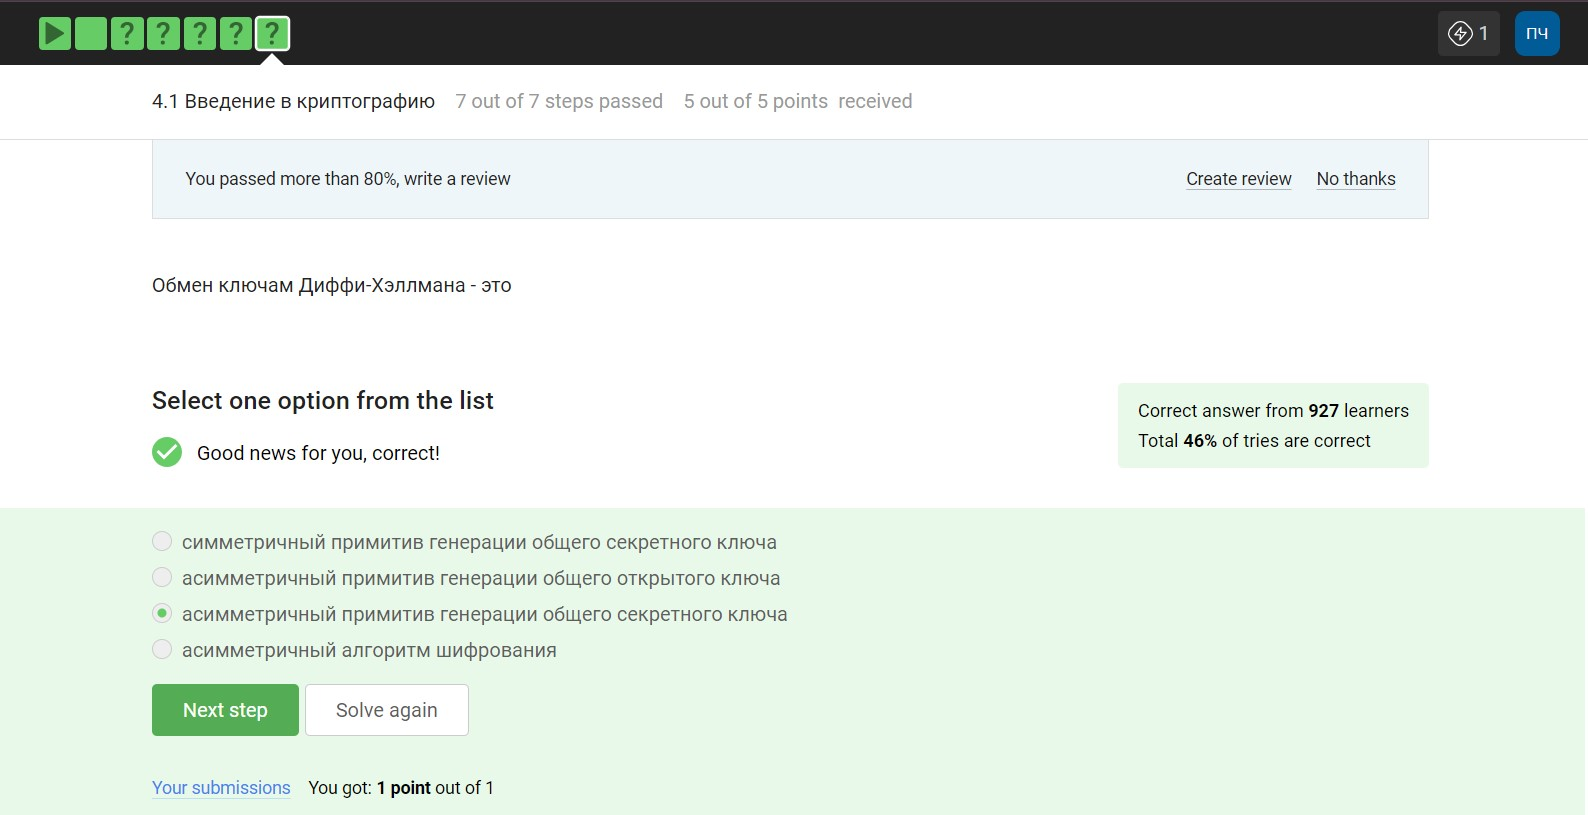 ? ? ? ? ?
1
ПЧ
4.1 Введение в криптографию 7 out of 7 steps passed 5 out of 5 points received
You passed more than 80%, write a review Create review No thanks
Обмен ключам Диффи-Хэллмана - это
Select one option from the list
Good news for you, correct!
Correct answer from 927 learners
Total 46% of tries are correct
симметричный примитив генерации общего секретного ключа
асимметричный примитив генерации общего открытого ключа
асимметричный примитив генерации общего секретного ключа
асимметричный алгоритм шифрования
Next step Solve again
Your submissions You got: 1 point out of 1